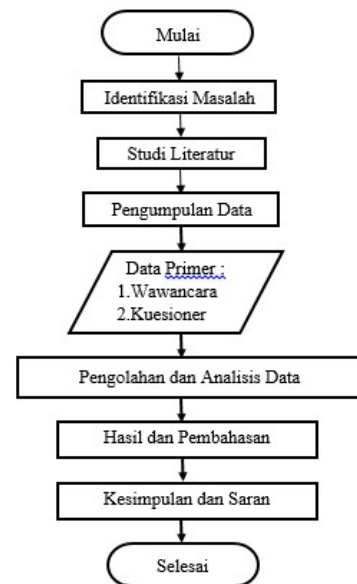 Mulai
Identifikasi Masalah
Studi Literatur
Pengumpulan Data
Data Primer :
1.Wawancara
2.Kuesioner
Pengolahan dan Analisis Data
Hasil dan Pembahasan
Kesimpulan dan Saran
Selesai